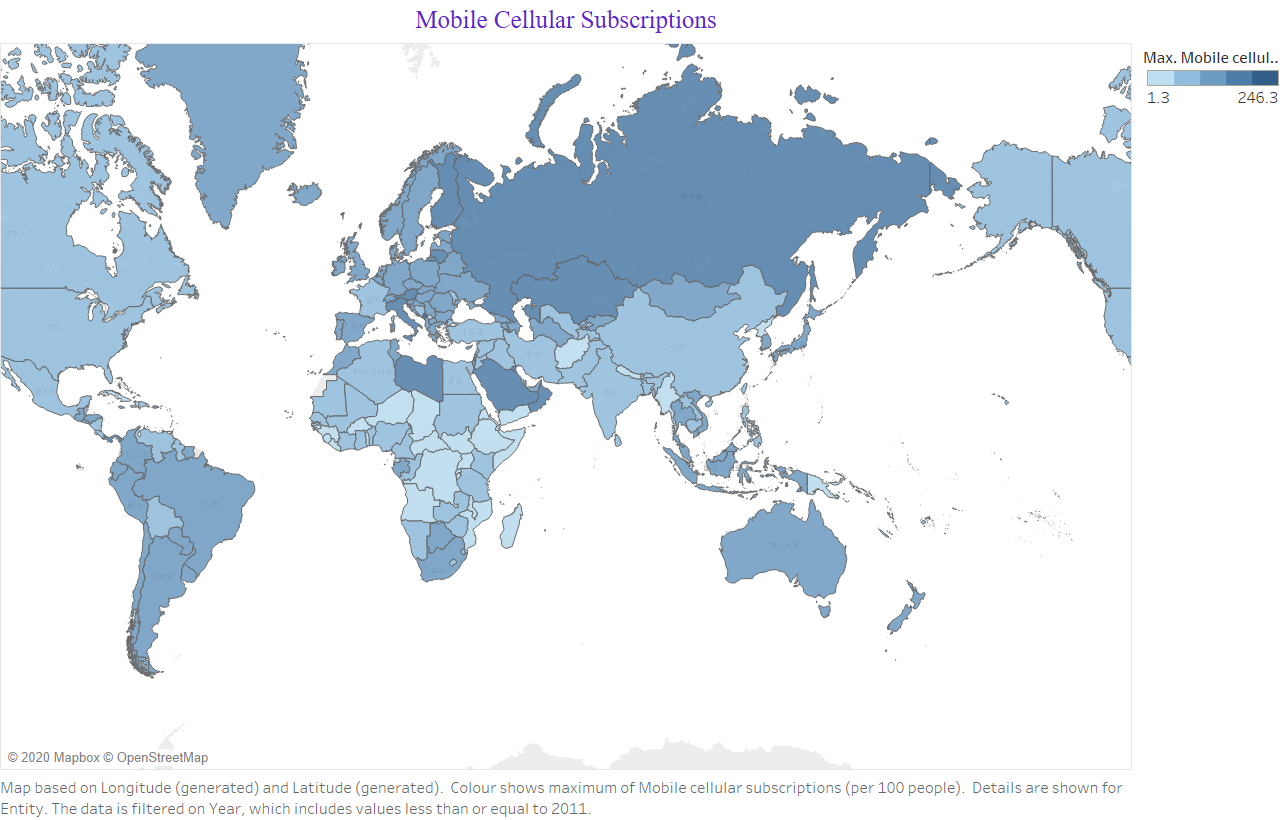 Mobile Cellular Subscriptions
Max. Mobile cellul..
1.3 246.3
© 2020 Mapbox © OpenStreetMap
Map based on Longitude (generated) and Latitude (generated).  Colour shows maximum of Mobile cellular subscriptions (per 100 people).  Details are shown for
Entity. The data is filtered on Year, which includes values less than or equal to 2011.